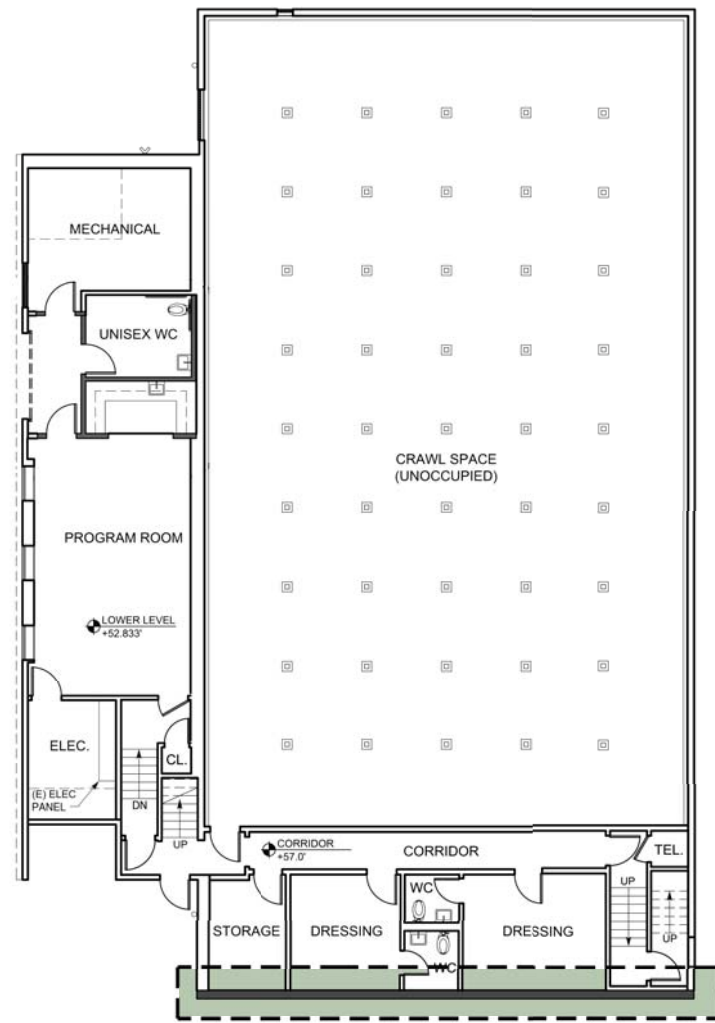 MECHANICAL
UNISEX WC
CRAWL SPACE
(UNOCCUPIED)
PROGRAM ROOM
LOWER LEVEL
+52.833'
ELEC.
CL.
(E) ELEC
PANEL
DN
UP
CORRIDOR
+57.0'
CORRIDOR
TEL.
UP
WC
STORAGE
DRESSING
DRESSING
UP
WC